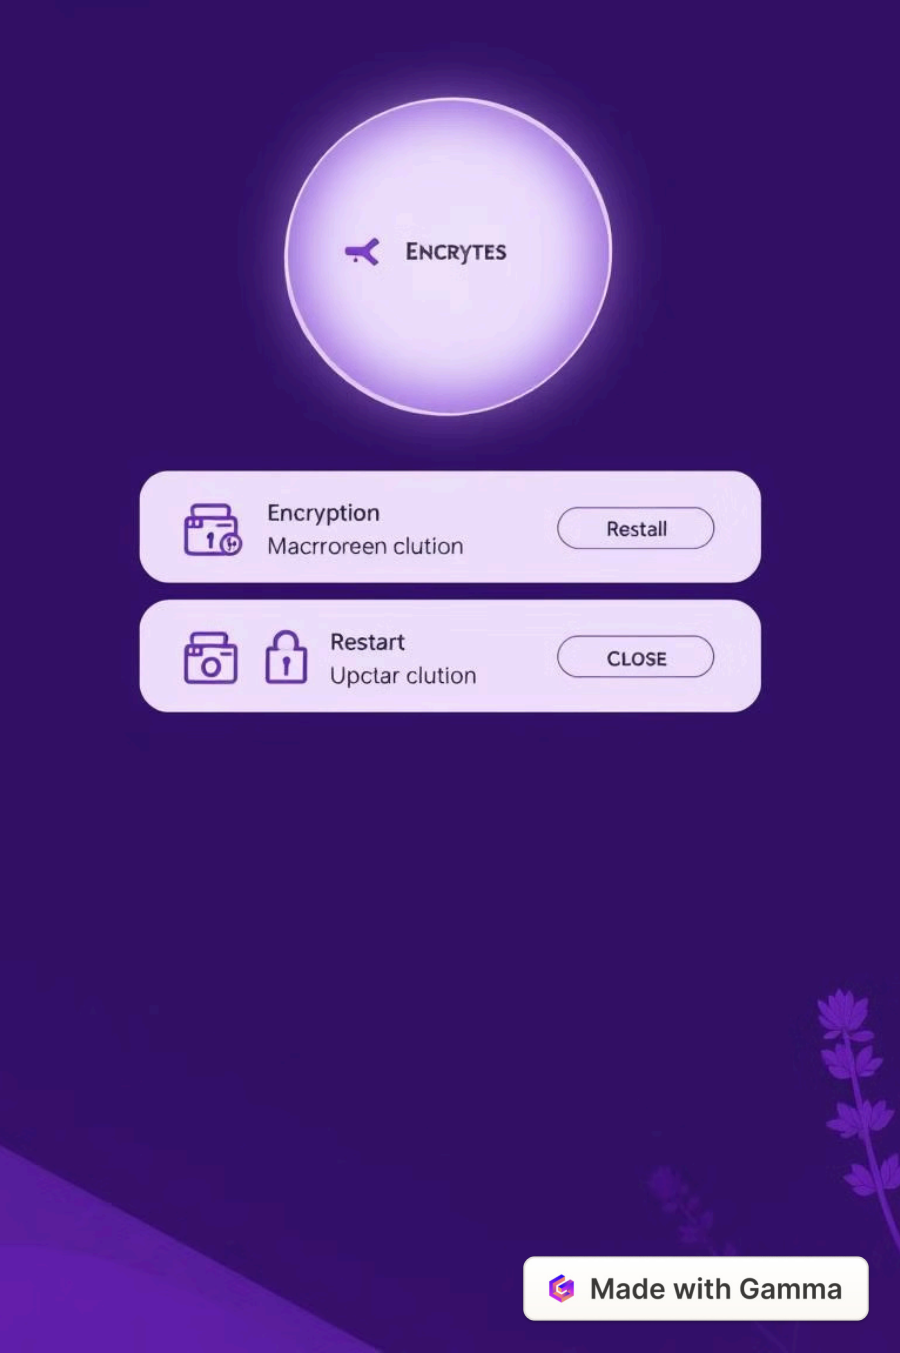 ENCRYTES
Encryption
Macrroreen clution
Restall
Restart
Upctar clution
CLOSE
Made with Gamma